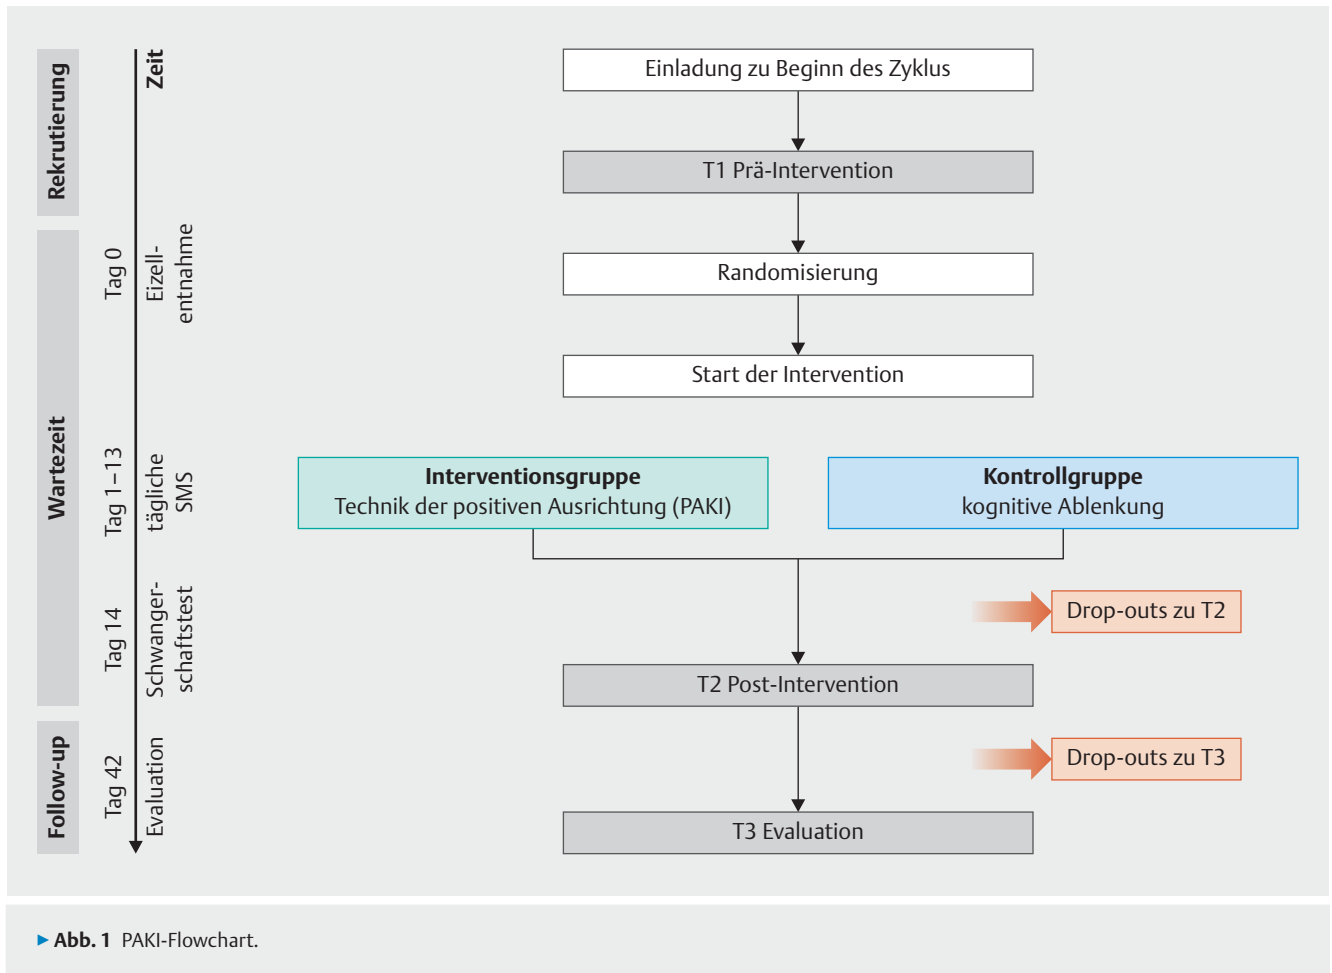 Rekrutierung
Zeit
Einladung zu Beginn des Zyklus
T1 Prä-Intervention
Wartezeit
Tag 0
Eizell-
entnahme
Randomisierung
Start der Intervention
Tag 1–13
tägliche
SMS
Interventionsgruppe
Technik der positiven Ausrichtung (PAKI)
Kontrollgruppe
kognitive Ablenkung
Tag 14
Schwanger-
schaftstest
Drop-outs zu T2
T2 Post-Intervention
Follow-up
Tag 42
Evaluation
Drop-outs zu T3
T3 Evaluation
▶ Abb. 1 PAKI-Flowchart.